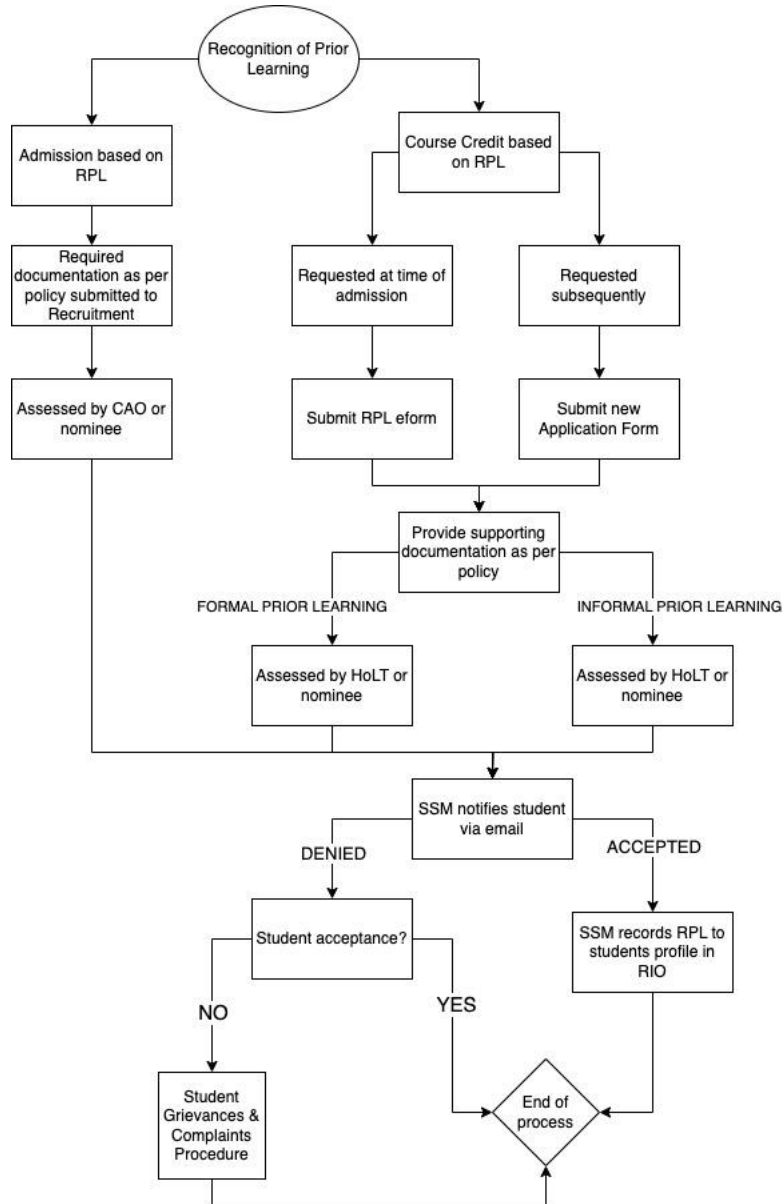 Recognition of Prior
Learning
Admission based on
RPL
Course Credit based
on RPL
Required
documentation as per
policy submitted to
Recruitment
Requested at time of
admission
Requested
subsequently
Assessed by CAO or
nominee
Submit RPL eform
Submit new
Application Form
Provide supporting
documentation as per
policy
FORMAL PRIOR LEARNING
INFORMAL PRIOR LEARNING
Assessed by HoLT or
nominee
Assessed by HoLT or
nominee
SSM notifies student
via email
DENIED
ACCEPTED
Student acceptance?
SSM records RPL to
students profile in
RIO
NO
YES
Student
Grievances &
Complaints
Procedure
End of
process